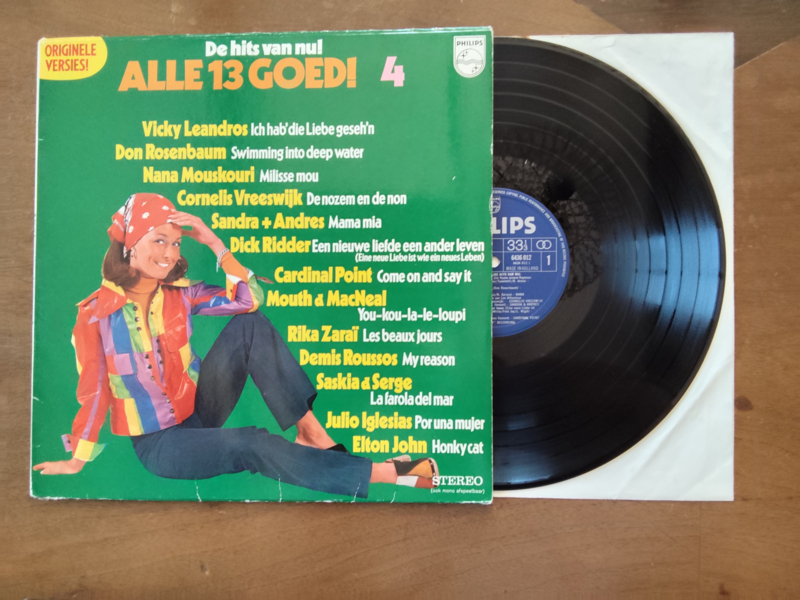 ORIGINELE
VERSIES!
De hits van nu!
ALLE 13 GOED! 4
PHILIPS
Vicky Leandros Ich hab' die Liebe geseh'n
Don Rosenbaum Swimming into deep water
Nana Mouskouri Milisse mou
Cornelis Vreeswijk De nozem en de non
Sandra + Andres Mama mia
Dick Ridder Een nieuwe liefde een ander leven
(Eine neue Liebe ist wie ein neues Leben)
Cardinal Point Come on and say it
Mouth & MacNeal
You-kou-la-le-loupi
Rika Zaraï Les beaux jours
Demis Roussos My reason
Saskia & Serge
La farola del mar
Julio Iglesias Por una mujer
Elton John Honky cat
STEREO
(ook mono afspeelbaar)
LIPS
33⅓
6436 012
1